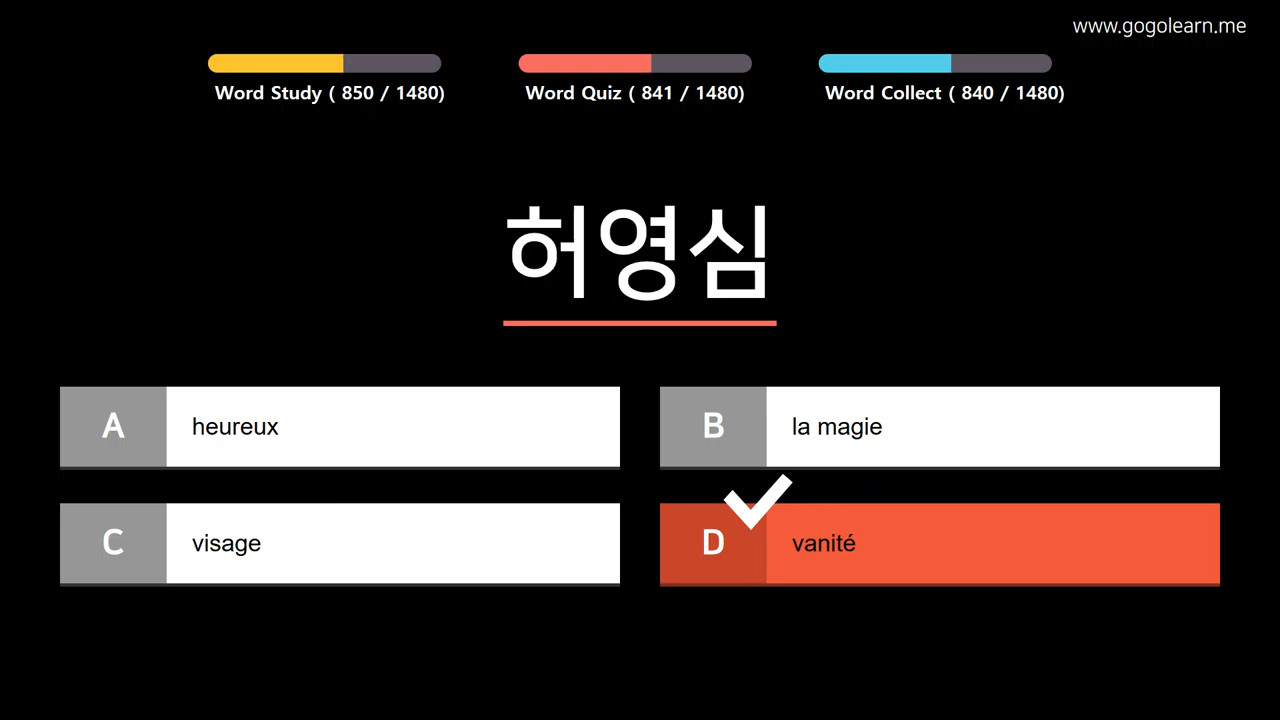 www.gogolearn.me
Word Study ( 850 / 1480)
Word Quiz ( 841 / 1480)
Word Collect ( 840 / 1480)
허영심
A heureux
B la magie
C visage
D vanité